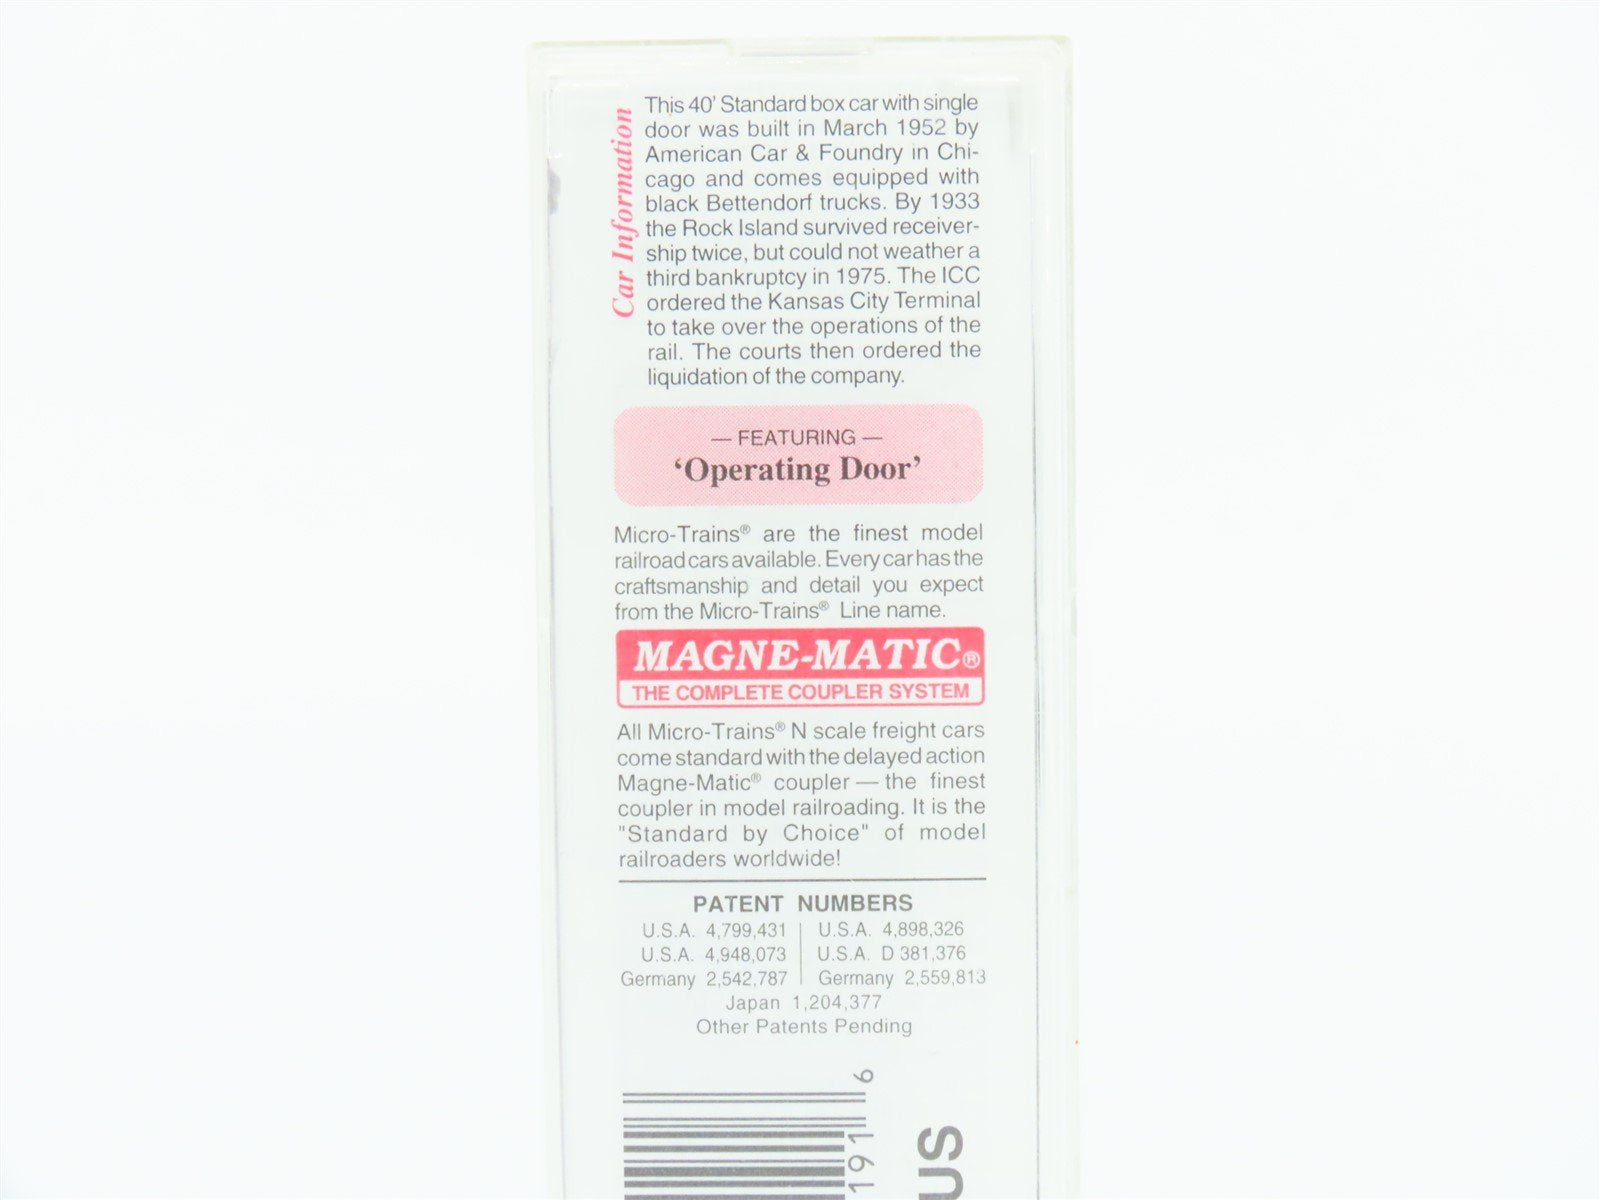 Car Information
This 40' Standard box car with single
door was built in March 1952 by
American Car & Foundry in Chi-
cago and comes equipped with
black Bettendorf trucks. By 1933
the Rock Island survived receiver-
ship twice, but could not weather a
third bankruptcy in 1975. The ICC
ordered the Kansas City Terminal
to take over the operations of the
rail. The courts then ordered the
liquidation of the company.
— FEATURING —
‘Operating Door’
Micro-Trains® are the finest model
railroad cars available. Every car has the
craftsmanship and detail you expect
from the Micro-Trains® Line name.
MAGNE-MATIC®
THE COMPLETE COUPLER SYSTEM
All Micro-Trains® N scale freight cars
come standard with the delayed action
Magne-Matic® coupler — the finest
coupler in model railroading. It is the
"Standard by Choice" of model
railroaders worldwide!
PATENT NUMBERS
U.S.A. 4,799,431 | U.S.A. 4,898,326
U.S.A. 4,948,073 | U.S.A. D 381,376
Germany 2,542,787 | Germany 2,559,813
Japan 1,204,377
Other Patents Pending
191 6
US